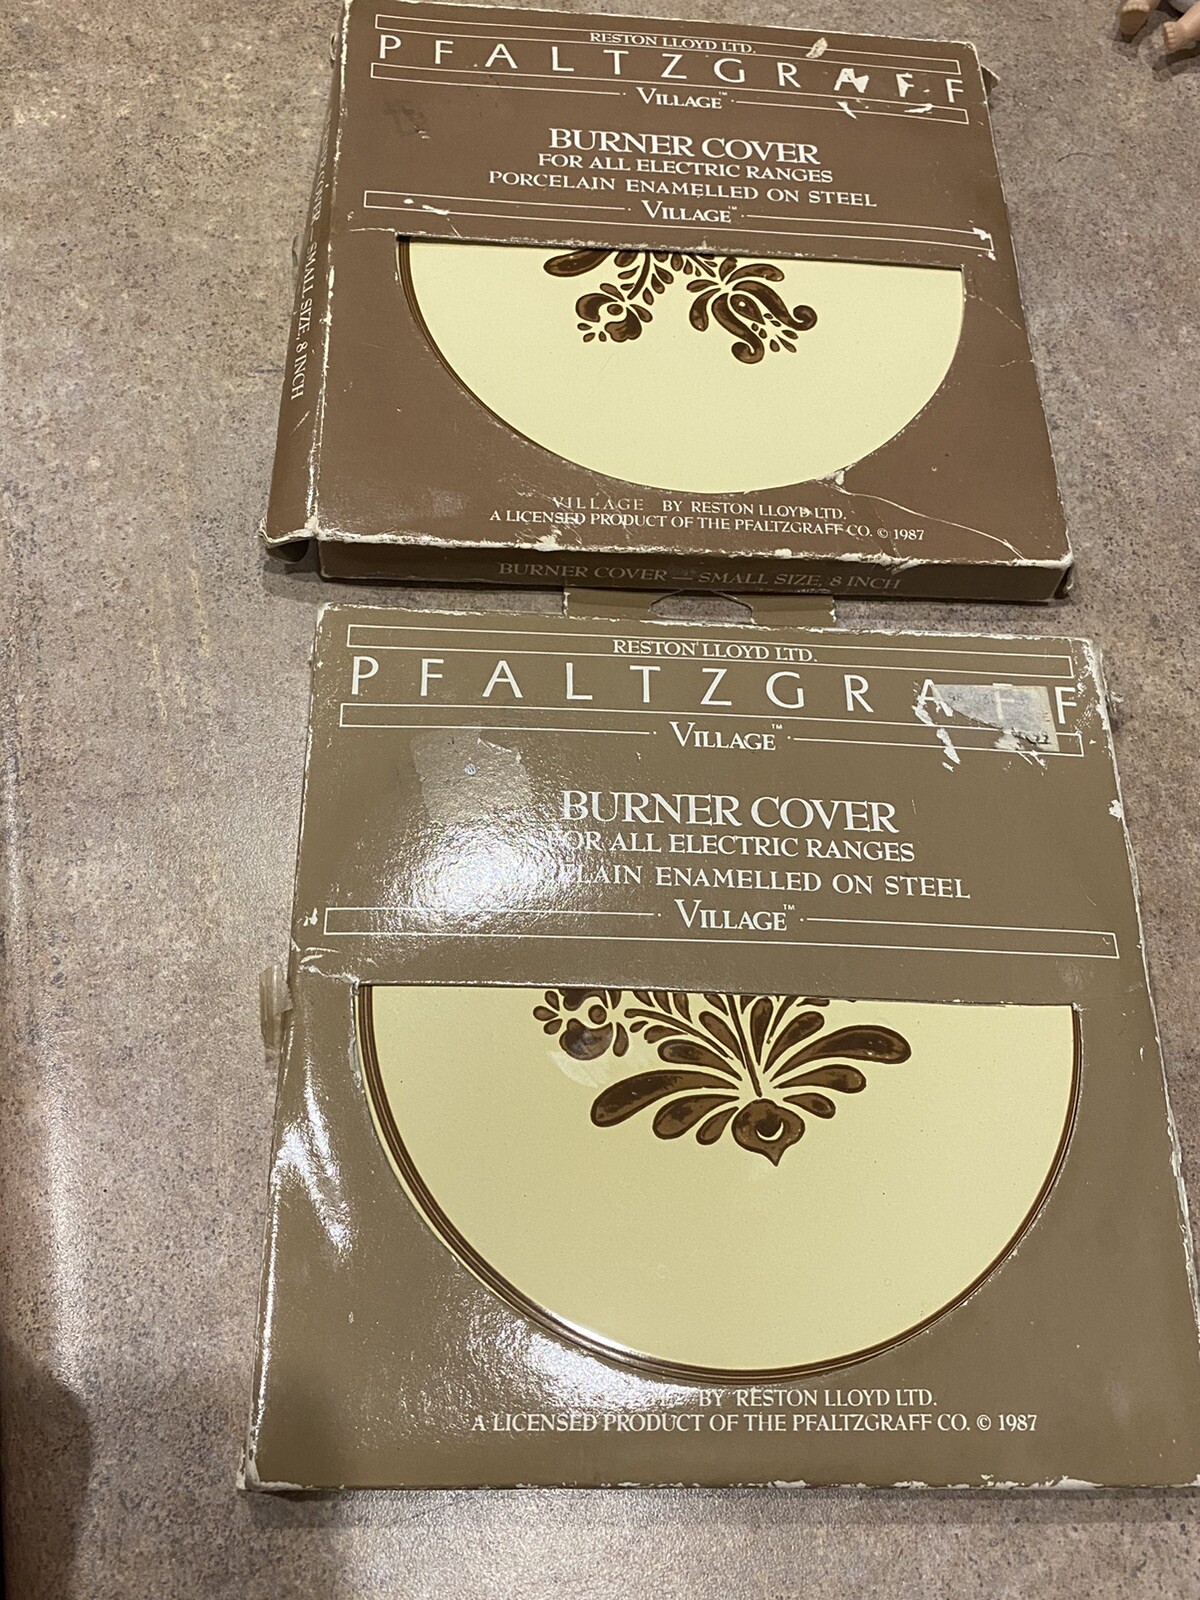 RESTON LLOYD LTD.
PFALTZGRAFF
VILLAGE™
BURNER COVER
FOR ALL ELECTRIC RANGES
PORCELAIN ENAMELLED ON STEEL
VILLAGE™
SMALL SIZE, 8 INCH
VILLAGE BY RESTON LLOYD LTD.
A LICENSED PRODUCT OF THE PFALTZGRAFF CO. © 1987
BURNER COVER — SMALL SIZE, 8 INCH
RESTON LLOYD LTD.
PFALTZGRA F
VILLAGE™
BURNER COVER
FOR ALL ELECTRIC RANGES
ELAIN ENAMELLED ON STEEL
VILLAGE™
BY RESTON LLOYD LTD.
A LICENSED PRODUCT OF THE PFALTZGRAFF CO. © 1987